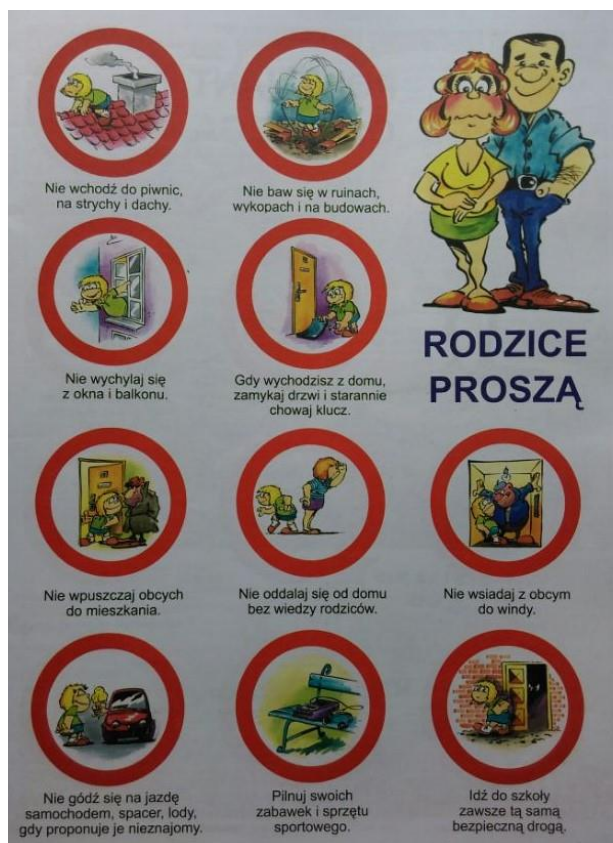 Nie wchodź do piwnic,
na strychy i dachy.
Nie baw się w ruinach,
wykopach i na budowach.
RODZICE
PROSZĄ
Nie wychylaj się
z okna i balkonu.
Gdy wychodzisz z domu,
zamykaj drzwi i starannie
chowaj klucz.
Nie wpuszczaj obcych
do mieszkania.
Nie oddalaj się od domu
bez wiedzy rodziców.
Nie wsiadaj z obcym
do windy.
Nie gódź się na jazdę
samochodem, spacer, lody,
gdy proponuje je nieznajomy.
Pilnuj swoich
zabawek i sprzętu
sportowego.
Idź do szkoły
zawsze tą samą
bezpieczną drogą.